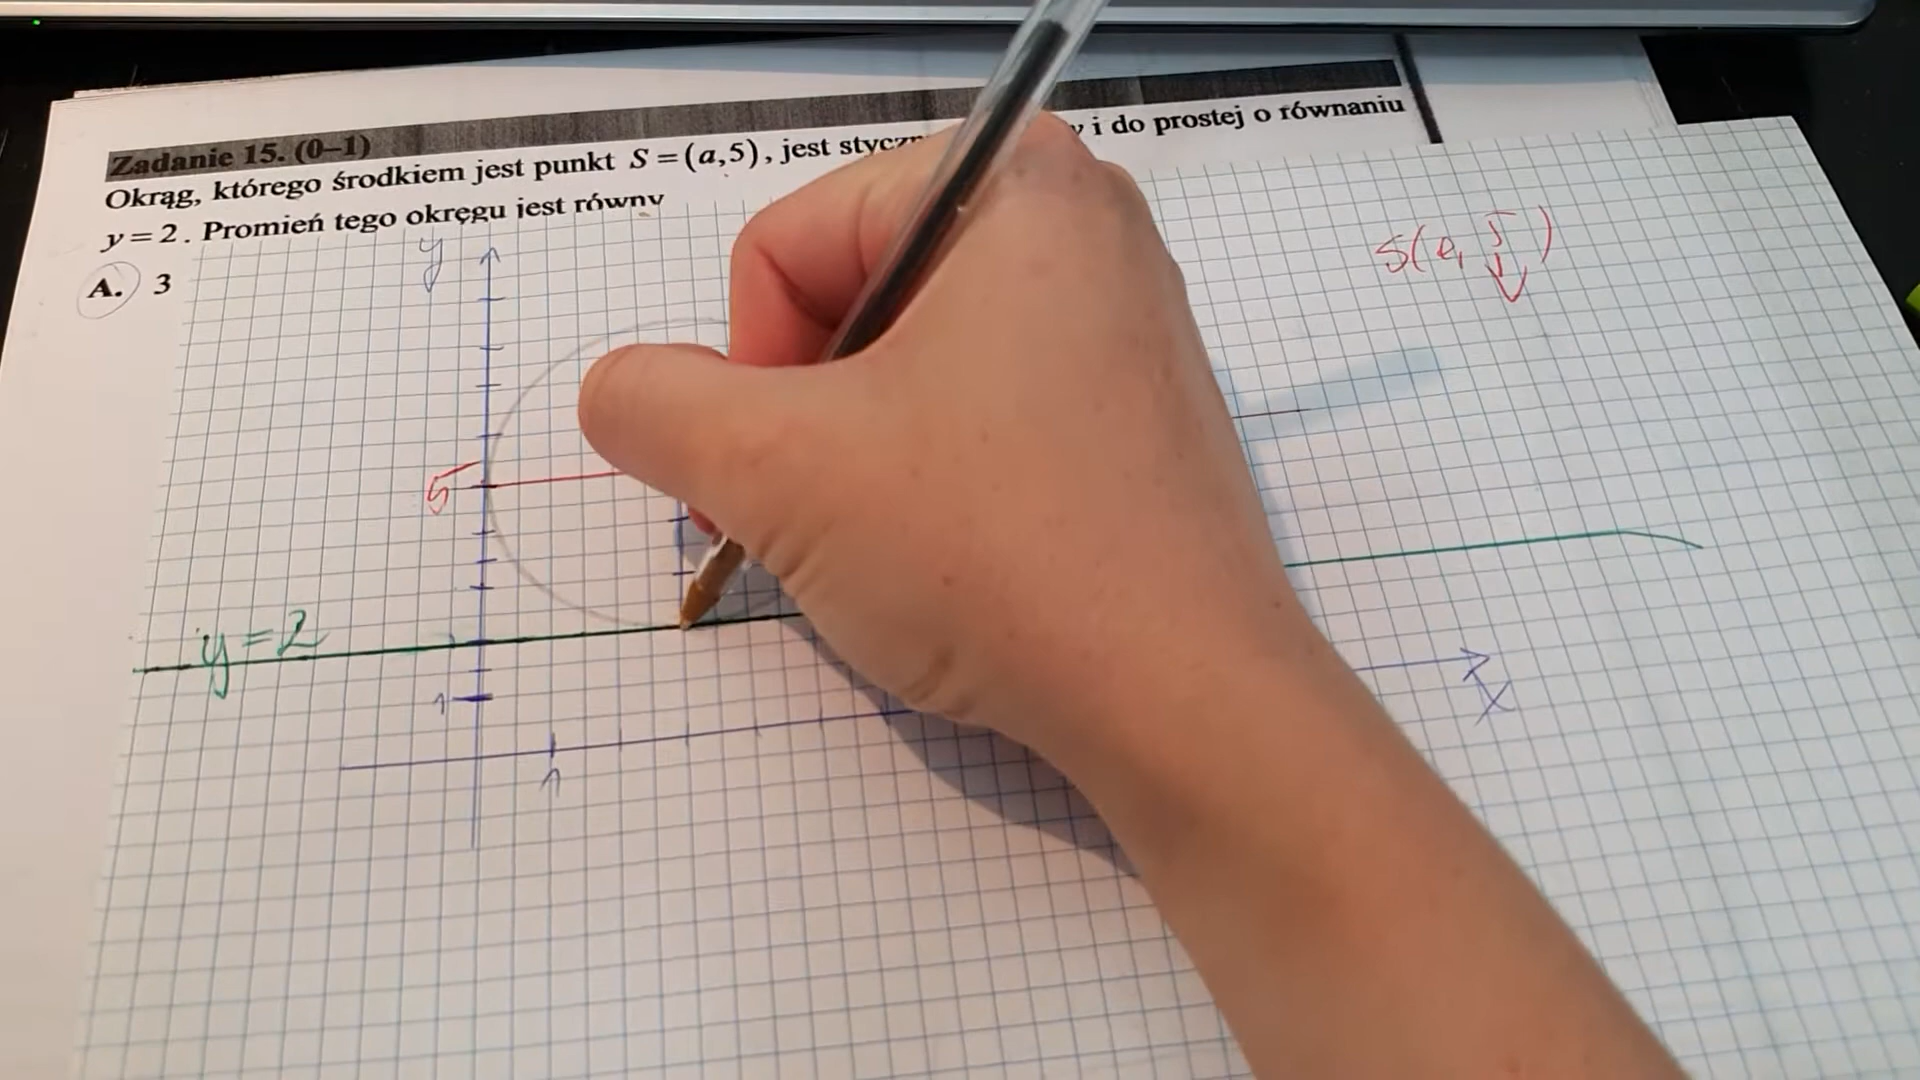 Zadanie 15. (0–1)
Okrąg, którego środkiem jest punkt S = (a,5), jest i do prostej o równaniu
y = 2. Promień tego okręgu jest równy
A. 3
y
S(a, 5)
5
y=2
1
x
1